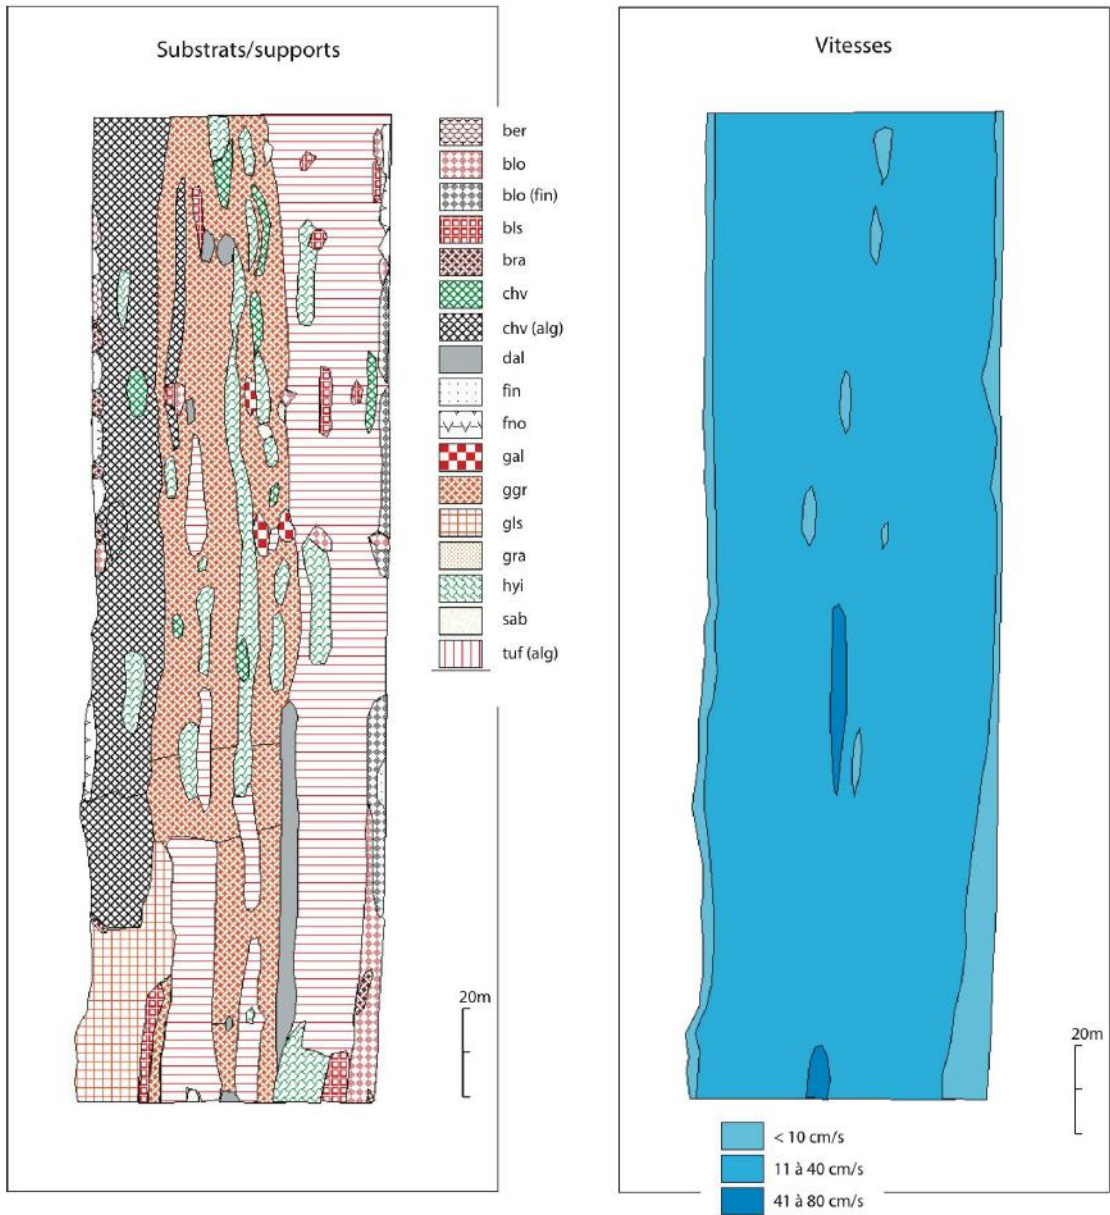 Substrats/supports
ber
blo
blo (fin)
bls
bra
chv
chv (alg)
dal
fin
fno
gal
ggr
gls
gra
hyi
sab
tuf (alg)
20m
Vitesses
20m
< 10 cm/s
11 à 40 cm/s
41 à 80 cm/s